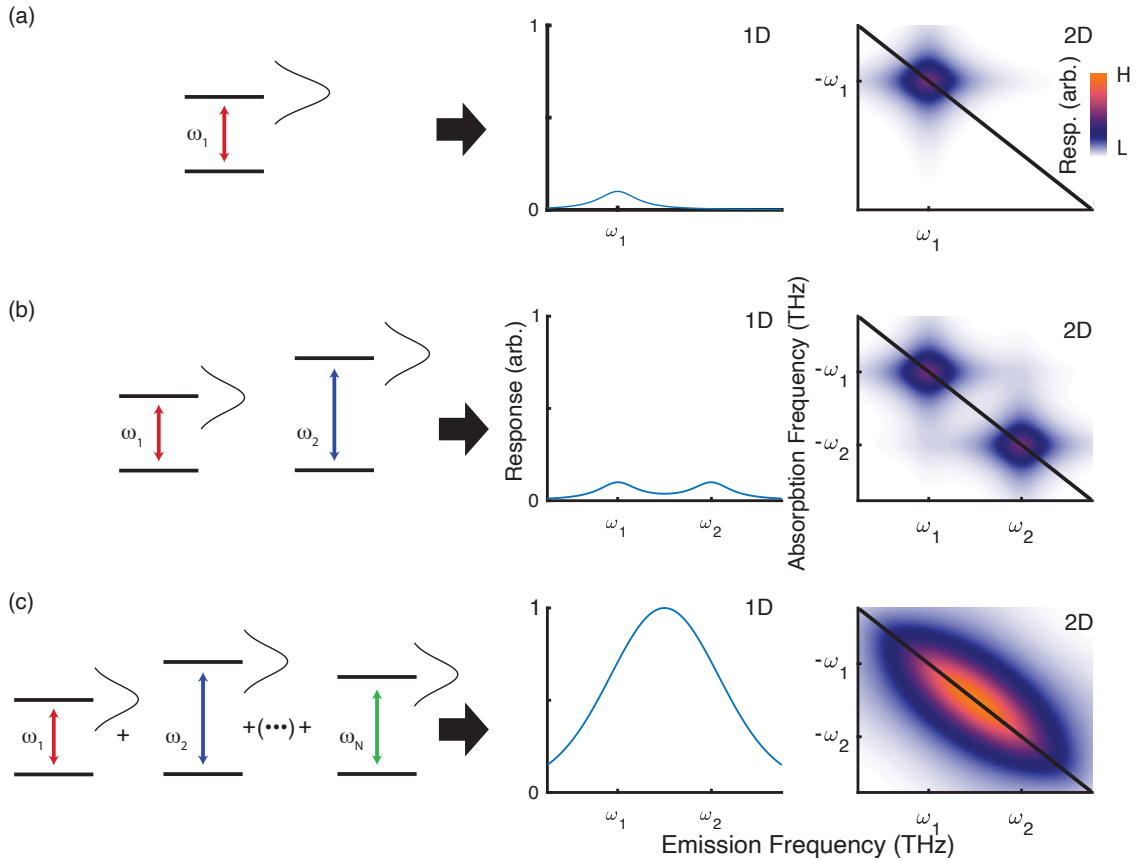 (a)
1D
2D
H
L
Resp. (arb.)
ω1
1
0
ω1
-ω1
ω1
(b)
1D
2D
ω1
ω2
Response (arb.)
1
0
ω1
ω2
Absorpbtion Frequency (THz)
-ω1
-ω2
ω1
ω2
(c)
1D
2D
ω1
+
ω2
+(•••)+
ωN
1
0
ω1
ω2
-ω1
-ω2
ω1
ω2
Emission Frequency (THz)